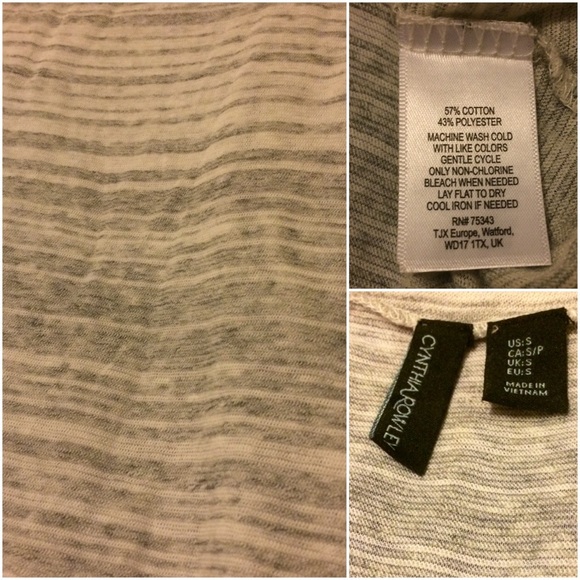 57% COTTON
43% POLYESTER
MACHINE WASH COLD
WITH LIKE COLORS
GENTLE CYCLE
ONLY NON-CHLORINE
BLEACH WHEN NEEDED
LAY FLAT TO DRY
COOL IRON IF NEEDED
RN# 75343
TJX Europe, Watford,
WD17 1TX, UK
CYNTHIA ROWLEY
US:S
CA:S/P
UK:S
EU:S
MADE IN
VIETNAM